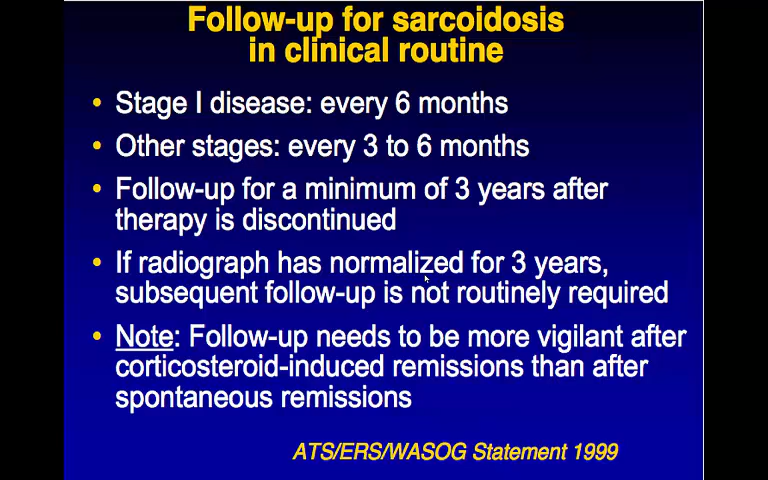 Follow-up for sarcoidosis
in clinical routine
• Stage I disease: every 6 months
• Other stages: every 3 to 6 months
• Follow-up for a minimum of 3 years after
therapy is discontinued
• If radiograph has normalized for 3 years,
subsequent follow-up is not routinely required
• Note: Follow-up needs to be more vigilant after
corticosteroid-induced remissions than after
spontaneous remissions
ATS/ERS/WASOG Statement 1999